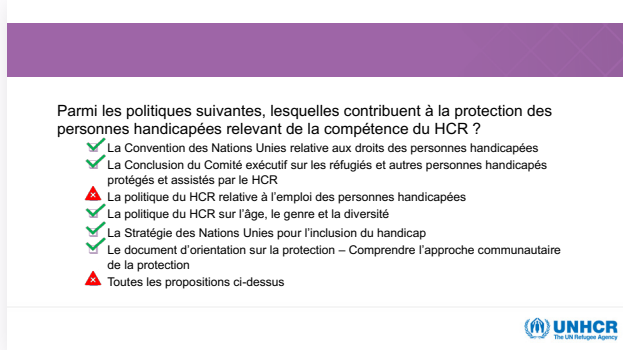 Parmi les politiques suivantes, lesquelles contribuent à la protection des
personnes handicapées relevant de la compétence du HCR ?
La Convention des Nations Unies relative aux droits des personnes handicapées
La Conclusion du Comité exécutif sur les réfugiés et autres personnes handicapés
protégés et assistés par le HCR
La politique du HCR relative à l'emploi des personnes handicapées
La politique du HCR sur l'âge, le genre et la diversité
La Stratégie des Nations Unies pour l'inclusion du handicap
Le document d'orientation sur la protection – Comprendre l'approche communautaire
de la protection
Toutes les propositions ci-dessus
UNHCR
The UN Refugee Agency